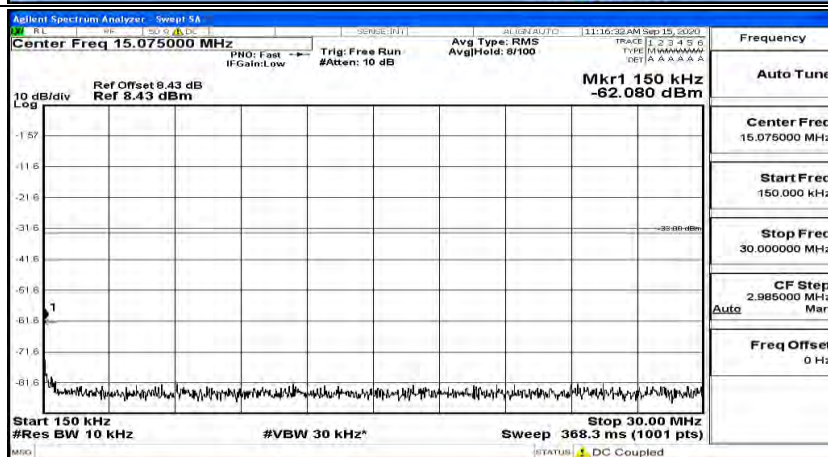 Agilent Spectrum Analyzer - Swept SA
RL RF 50 Ω DC SENSE:INT ALIGN AUTO 11:16:32 AM Sep 15, 2020
Center Freq 15.075000 MHz
PNO: Fast
IFGain:Low
Trig: Free Run
#Atten: 10 dB
Avg Type: RMS
Avg|Hold: 8/100
TRACE 1 2 3 4 5 6
TYPE MWWWWW
DET A A A A A A
Mkr1 150 kHz
-62.080 dBm
Ref Offset 8.43 dB
10 dB/div Ref 8.43 dBm
Log
-1.57
-11.6
-21.6
-31.6
-33.00 dBm
-41.6
-51.6
1
-61.6
-71.6
-81.6
Start 150 kHz Stop 30.00 MHz
#Res BW 10 kHz #VBW 30 kHz* Sweep 368.3 ms (1001 pts)
MSG STATUS DC Coupled
Frequency
Auto Tune
Center Freq
15.075000 MHz
Start Freq
150.000 kHz
Stop Freq
30.000000 MHz
CF Step
2.985000 MHz
Auto Man
Freq Offset
0 Hz